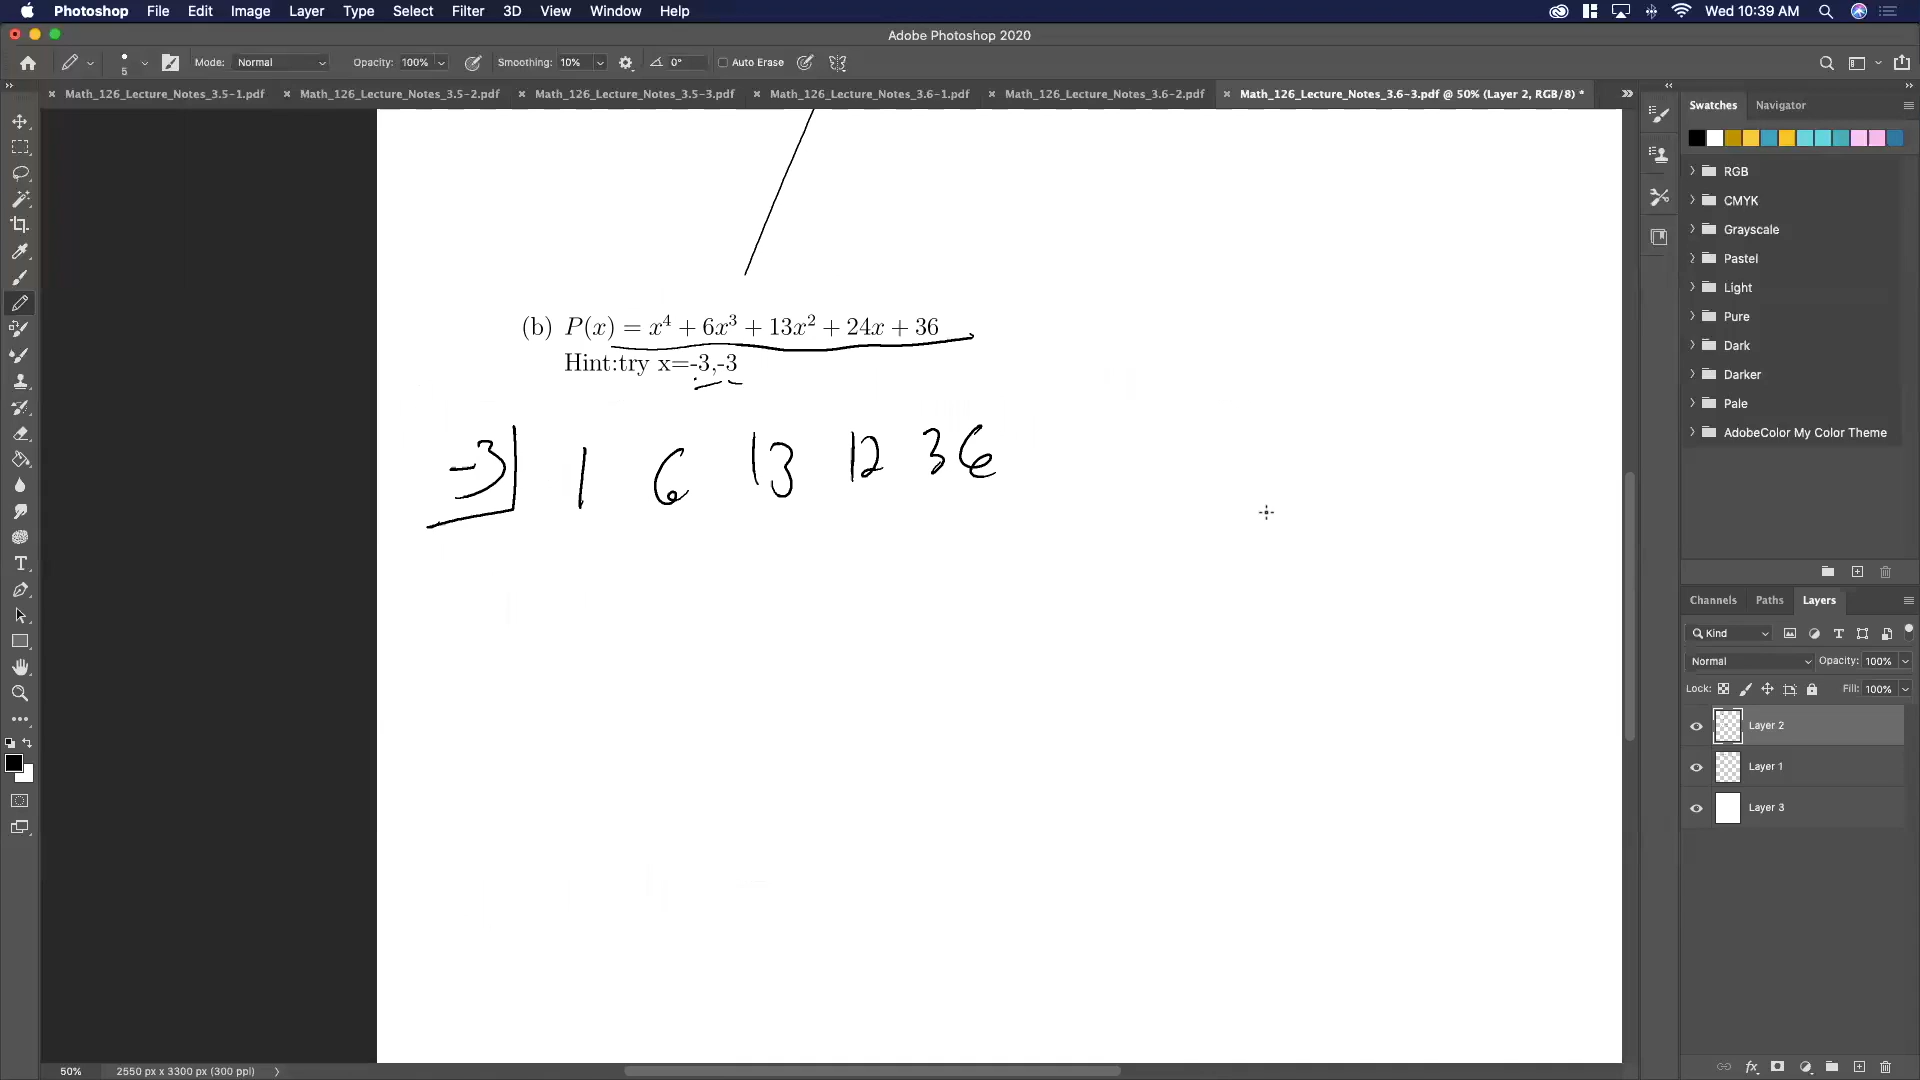 Photoshop File Edit Image Layer Type Select Filter 3D View Window Help Wed 10:39 AM
Adobe Photoshop 2020
5 Mode: Normal Opacity: 100% Smoothing: 10% 0° Auto Erase
Math_126_Lecture_Notes_3.5-1.pdf Math_126_Lecture_Notes_3.5-2.pdf Math_126_Lecture_Notes_3.5-3.pdf Math_126_Lecture_Notes_3.6-1.pdf Math_126_Lecture_Notes_3.6-2.pdf Math_126_Lecture_Notes_3.6-3.pdf @ 50% (Layer 2, RGB/8) *
Swatches Navigator
RGB
CMYK
Grayscale
Pastel
Light
Pure
Dark
Darker
Pale
AdobeColor My Color Theme
(b) P(x) = x⁴ + 6x³ + 13x² + 24x + 36
Hint:try x=-3,-3
-3 1 6 13 12 36
Channels Paths Layers
Kind
Normal Opacity: 100%
Lock: Fill: 100%
Layer 2
Layer 1
Layer 3
50% 2550 px x 3300 px (300 ppi)